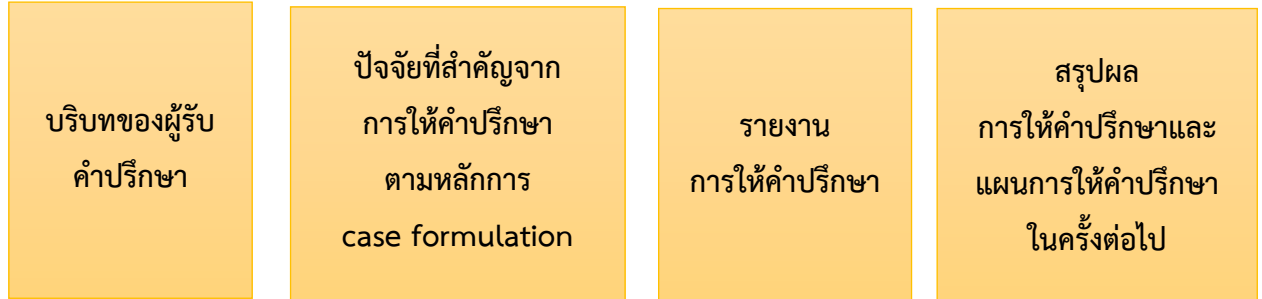 บริบทของผู้รับ
คำปรึกษา
ปัจจัยที่สำคัญจาก
การให้คำปรึกษา
ตามหลักการ
case formulation
รายงาน
การให้คำปรึกษา
สรุปผล
การให้คำปรึกษาและ
แผนการให้คำปรึกษา
ในครั้งต่อไป